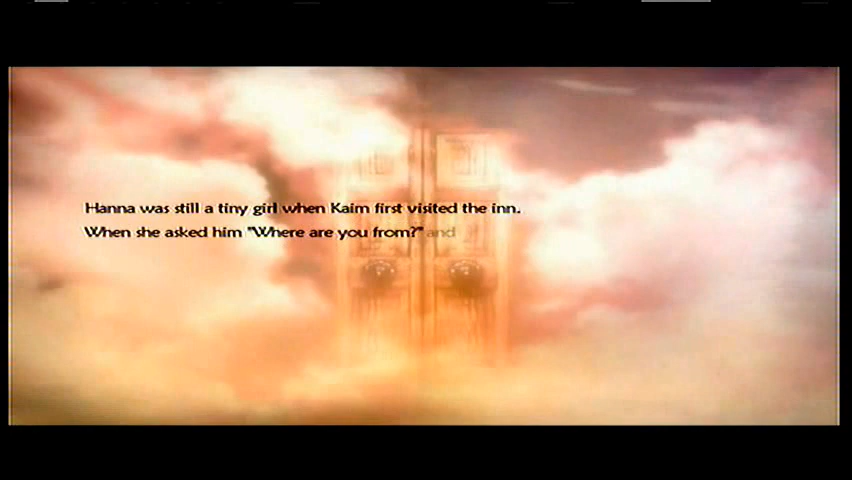 Hanna was still a tiny girl when Kaim first visited the inn.
When she asked him "Where are you from?" and